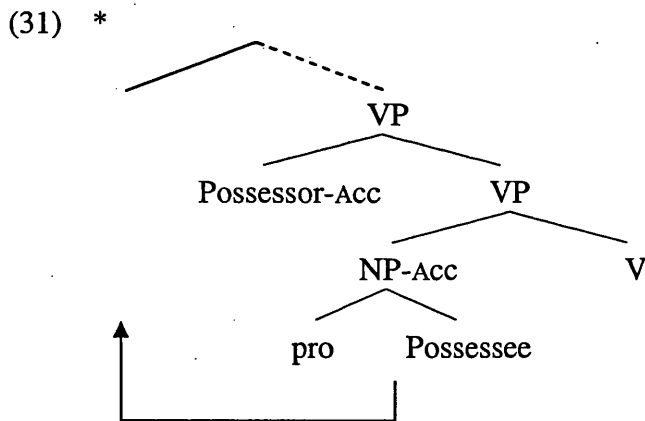 (31) *
VP
Possessor-Acc VP
NP-Acc V
pro Possessee